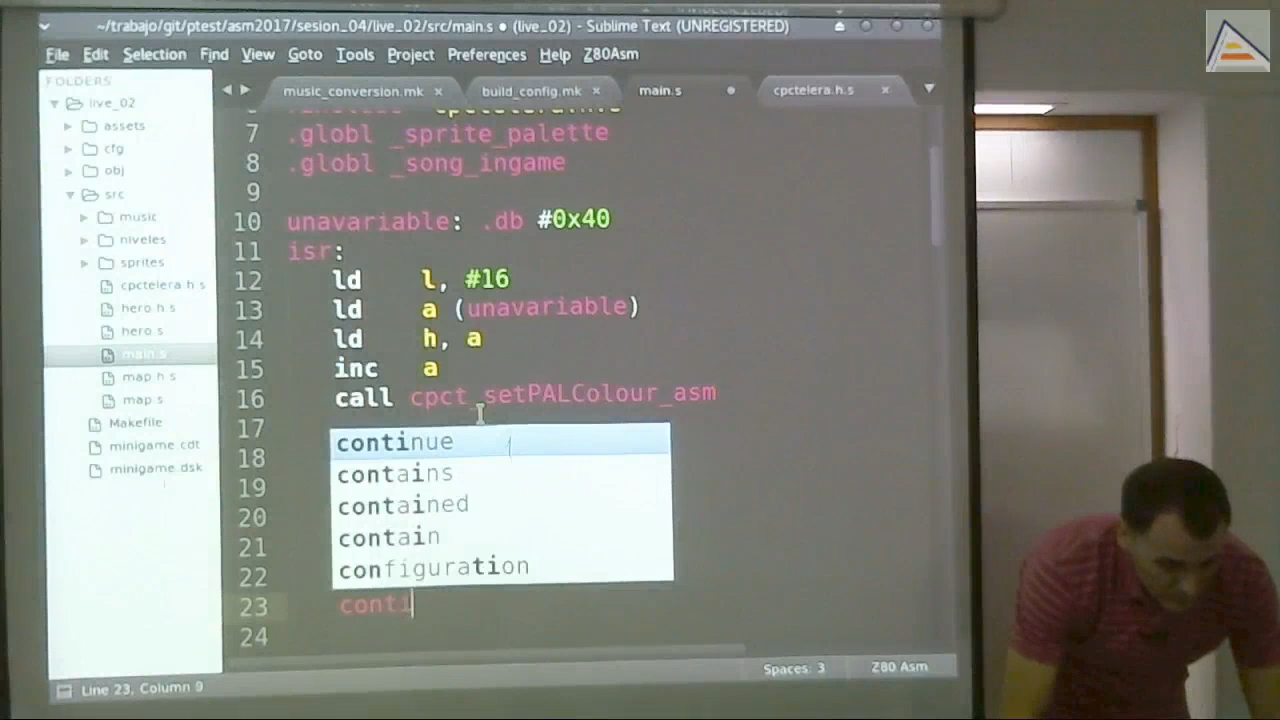 ~/trabajo/git/ptest/asm2017/sesion_04/live_02/src/main.s • (live_02) - Sublime Text (UNREGISTERED)
File Edit Selection Find View Goto Tools Project Preferences Help Z80Asm
FOLDERS
live_02
assets
cfg
obj
src
music
niveles
sprites
cpctelera.h.s
hero.h.s
hero.s
main.s
map.h.s
map.s
Makefile
minigame.cdt
minigame.dsk
music_conversion.mk × build_config.mk × main.s • cpctelera.h.s ×
7 .globl _sprite_palette
8 .globl _song_ingame
9
10 unavariable: .db #0x40
11 isr:
12 ld l, #16
13 ld a (unavariable)
14 ld h, a
15 inc a
16 call cpct_setPALColour_asm
17
18
19
20
21
22
23 conti
24
continue
contains
contained
contain
configuration
Line 23, Column 9 Spaces: 3 Z80 Asm